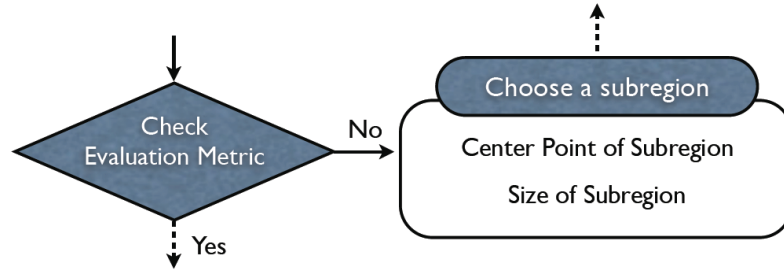 Check
Evaluation Metric
No
Yes
Choose a subregion
Center Point of Subregion
Size of Subregion